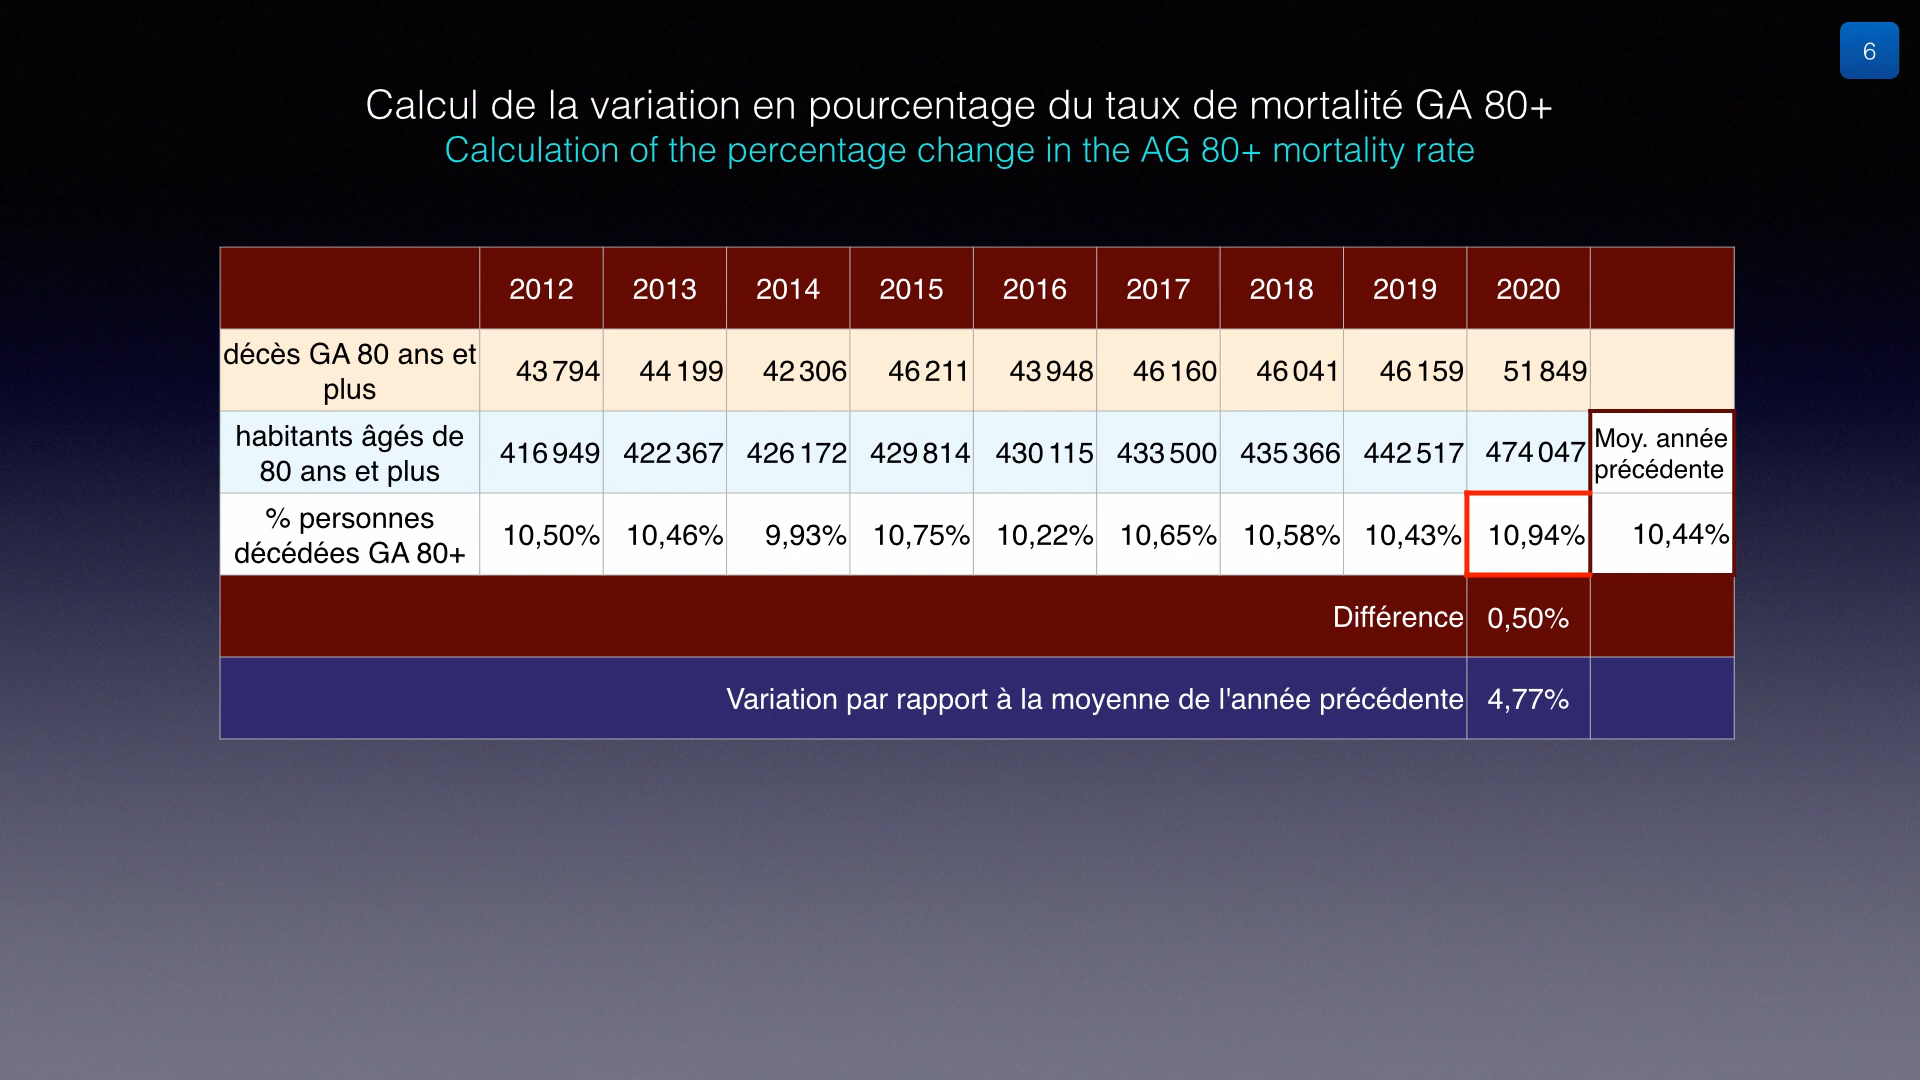 6
Calcul de la variation en pourcentage du taux de mortalité GA 80+
Calculation of the percentage change in the AG 80+ mortality rate
2012 2013 2014 2015 2016 2017 2018 2019 2020
décès GA 80 ans et
plus
43 794 44 199 42 306 46 211 43 948 46 160 46 041 46 159 51 849
habitants âgés de
80 ans et plus
416 949 422 367 426 172 429 814 430 115 433 500 435 366 442 517 474 047
Moy. année
précédente
% personnes
décédées GA 80+
10,50% 10,46% 9,93% 10,75% 10,22% 10,65% 10,58% 10,43% 10,94% 10,44%
Différence 0,50%
Variation par rapport à la moyenne de l'année précédente 4,77%